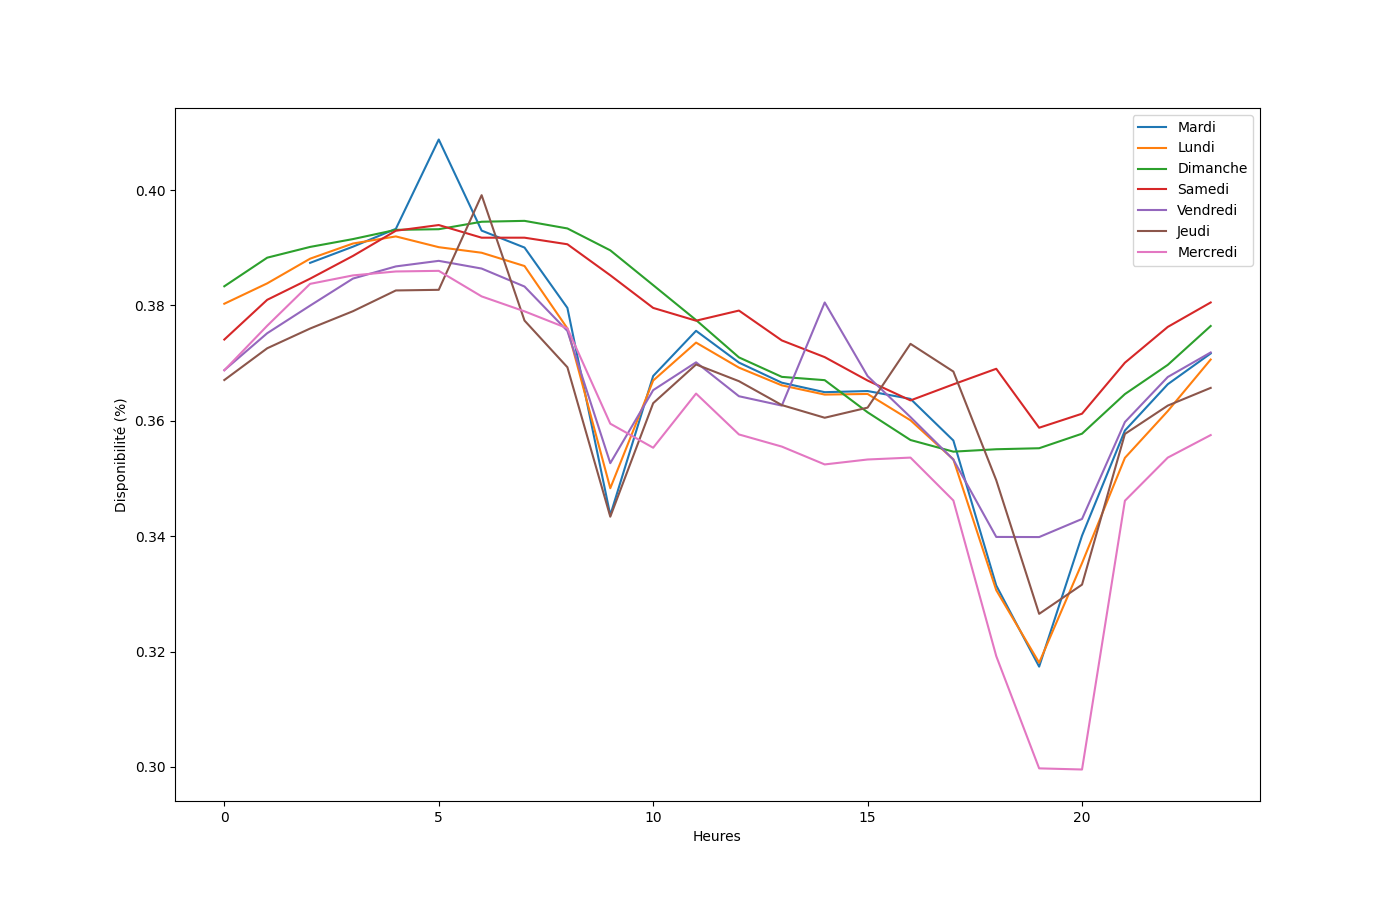 Mardi
Lundi
Dimanche
Samedi
Vendredi
Jeudi
Mercredi
0.40
0.38
0.36
0.34
0.32
0.30
Disponibilité (%)
0 5 10 15 20
Heures